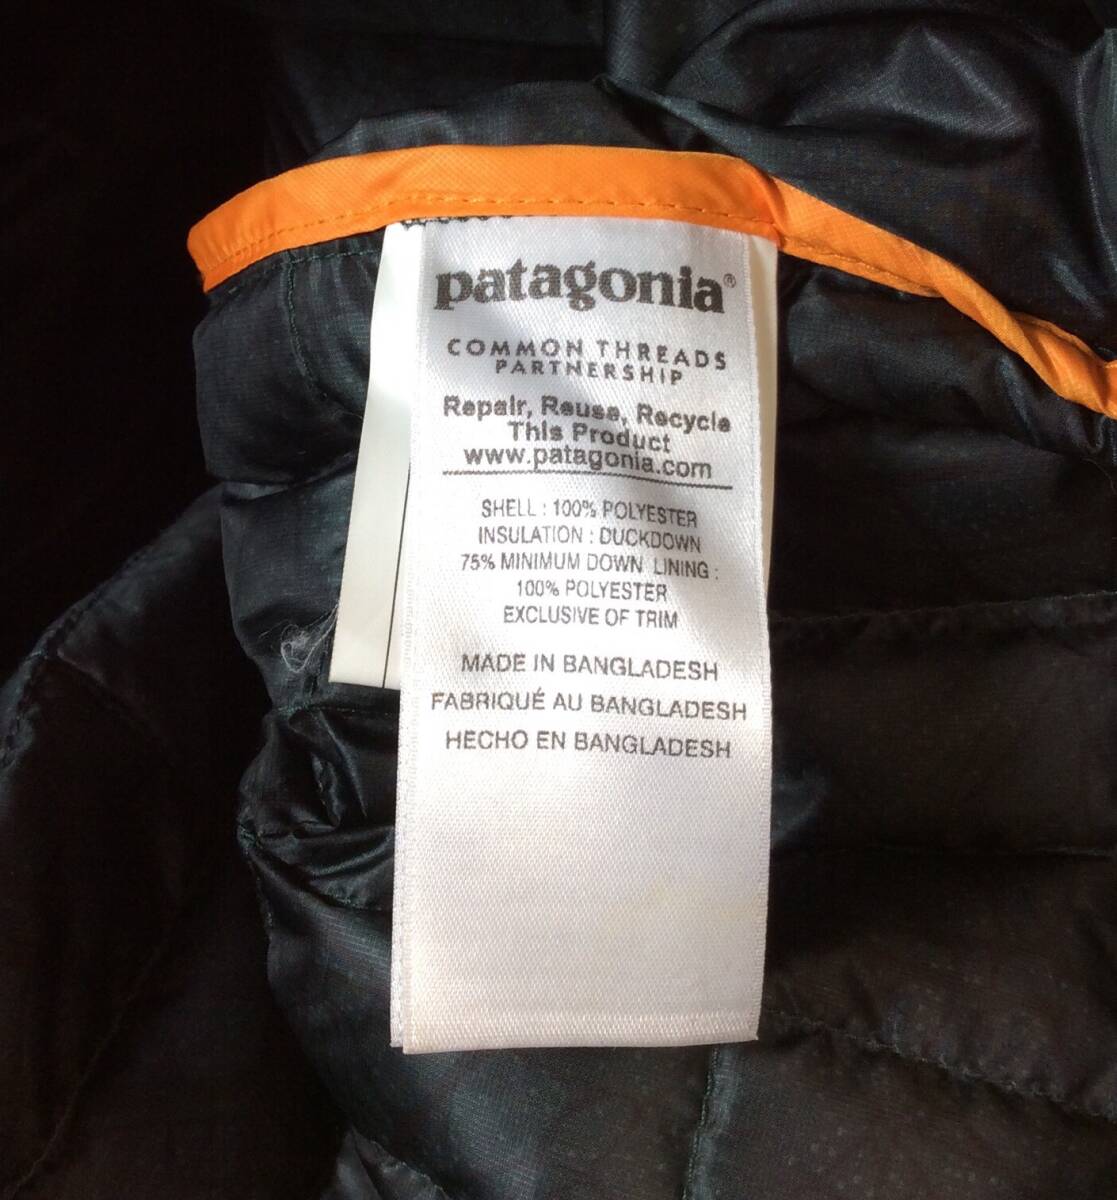 patagonia®
COMMON THREADS
PARTNERSHIP
Repair, Reuse, Recycle
This Product
www.patagonia.com
SHELL : 100% POLYESTER
INSULATION : DUCKDOWN
75% MINIMUM DOWN LINING :
100% POLYESTER
EXCLUSIVE OF TRIM
MADE IN BANGLADESH
FABRIQUÉ AU BANGLADESH
HECHO EN BANGLADESH